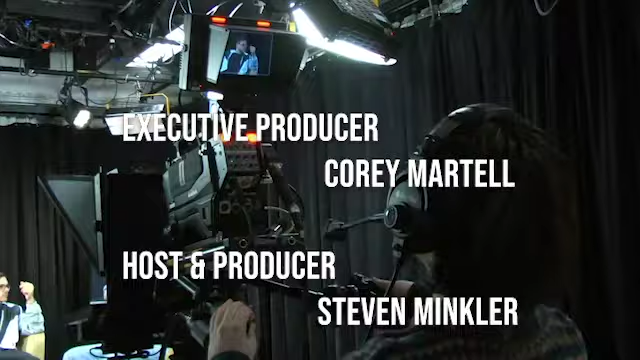 EXECUTIVE PRODUCER
COREY MARTELL
HOST & PRODUCER
STEVEN MINKLER